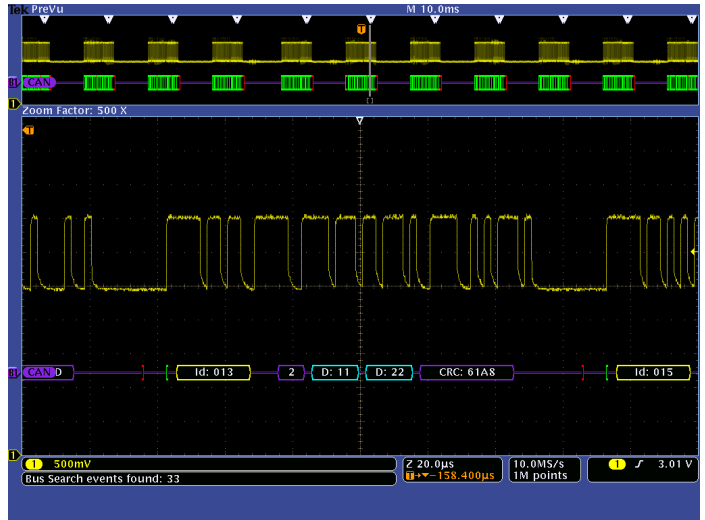 Tek PreVu M 10.0ms
T
B1 CAN
1
Zoom Factor: 500 X
T
B1 CAN D Id: 013 2 D: 11 D: 22 CRC: 61A8 Id: 015
1
1 500mV Z 20.0µs 10.0MS/s 1 3.01 V
T→▼−158.400µs 1M points
Bus Search events found: 33